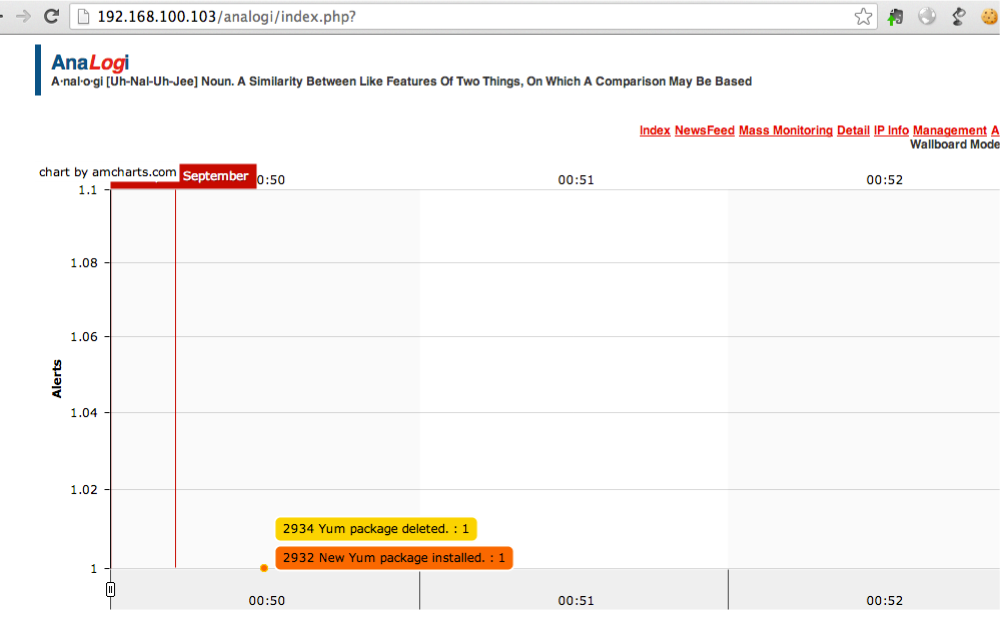 192.168.100.103/analogi/index.php?
AnaLogi
A·nal·o·gi [Uh-Nal-Uh-Jee] Noun. A Similarity Between Like Features Of Two Things, On Which A Comparison May Be Based
Index NewsFeed Mass Monitoring Detail IP Info Management A
Wallboard Mode
chart by amcharts.com September 0:50 00:51 00:52
1.1
1.08
1.06
Alerts
1.04
1.02
2934 Yum package deleted. : 1
2932 New Yum package installed. : 1
1
00:50 00:51 00:52